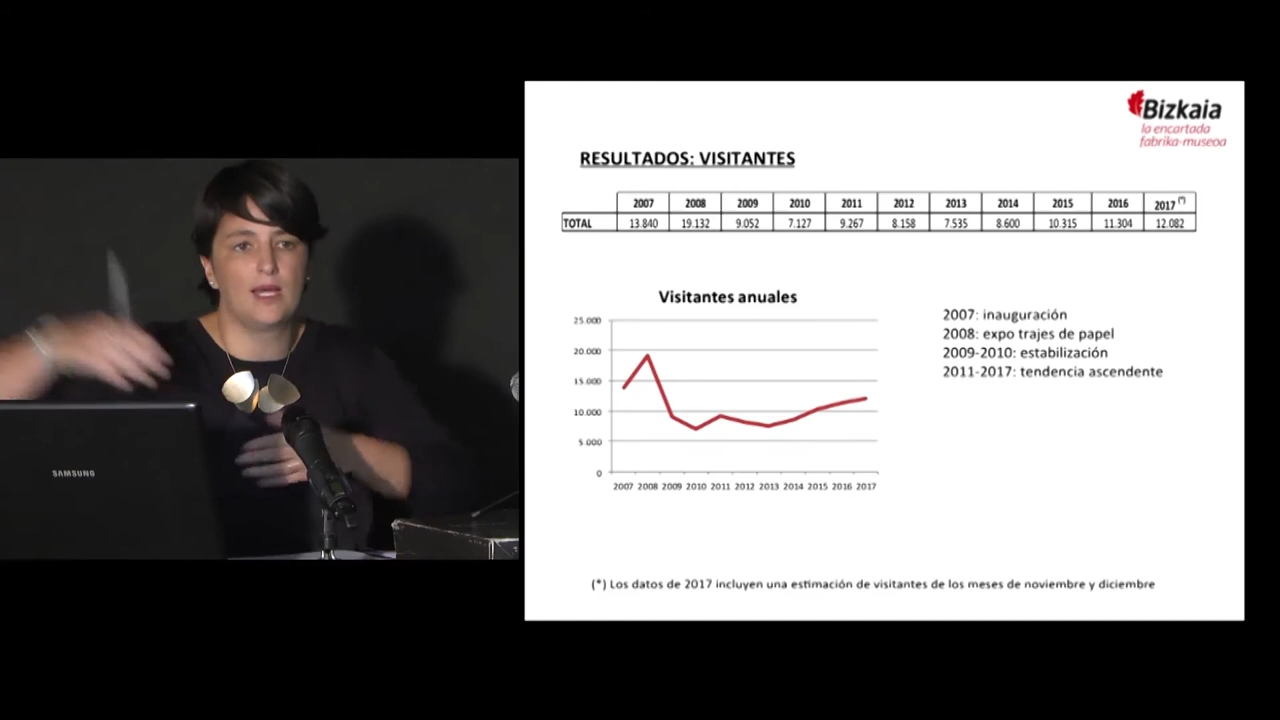 Bizkaia
la encartada
fabrika-museoa
RESULTADOS: VISITANTES
2007 2008 2009 2010 2011 2012 2013 2014 2015 2016 2017 (*)
TOTAL 13.840 19.132 9.052 7.127 9.267 8.158 7.535 8.600 10.315 11.304 12.082
Visitantes anuales
25.000
20.000
15.000
10.000
5.000
0
2007 2008 2009 2010 2011 2012 2013 2014 2015 2016 2017
2007: inauguración
2008: expo trajes de papel
2009-2010: estabilización
2011-2017: tendencia ascendente
(*) Los datos de 2017 incluyen una estimación de visitantes de los meses de noviembre y diciembre
SAMSUNG